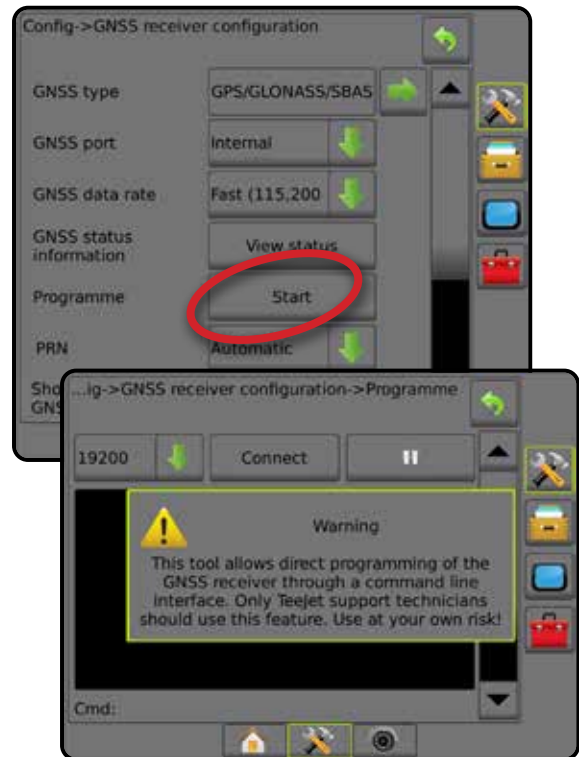 Config->GNSS receiver configuration
GNSS type
GPS/GLONASS/SBAS
GNSS port
Internal
GNSS data rate
Fast (115,200
GNSS status
information
View status
Programme
Start
PRN
Automatic
Sho
GNS
...ig->GNSS receiver configuration->Programme
19200
Connect
Warning
This tool allows direct programming of the
GNSS receiver through a command line
interface. Only TeeJet support technicians
should use this feature. Use at your own risk!
Cmd: